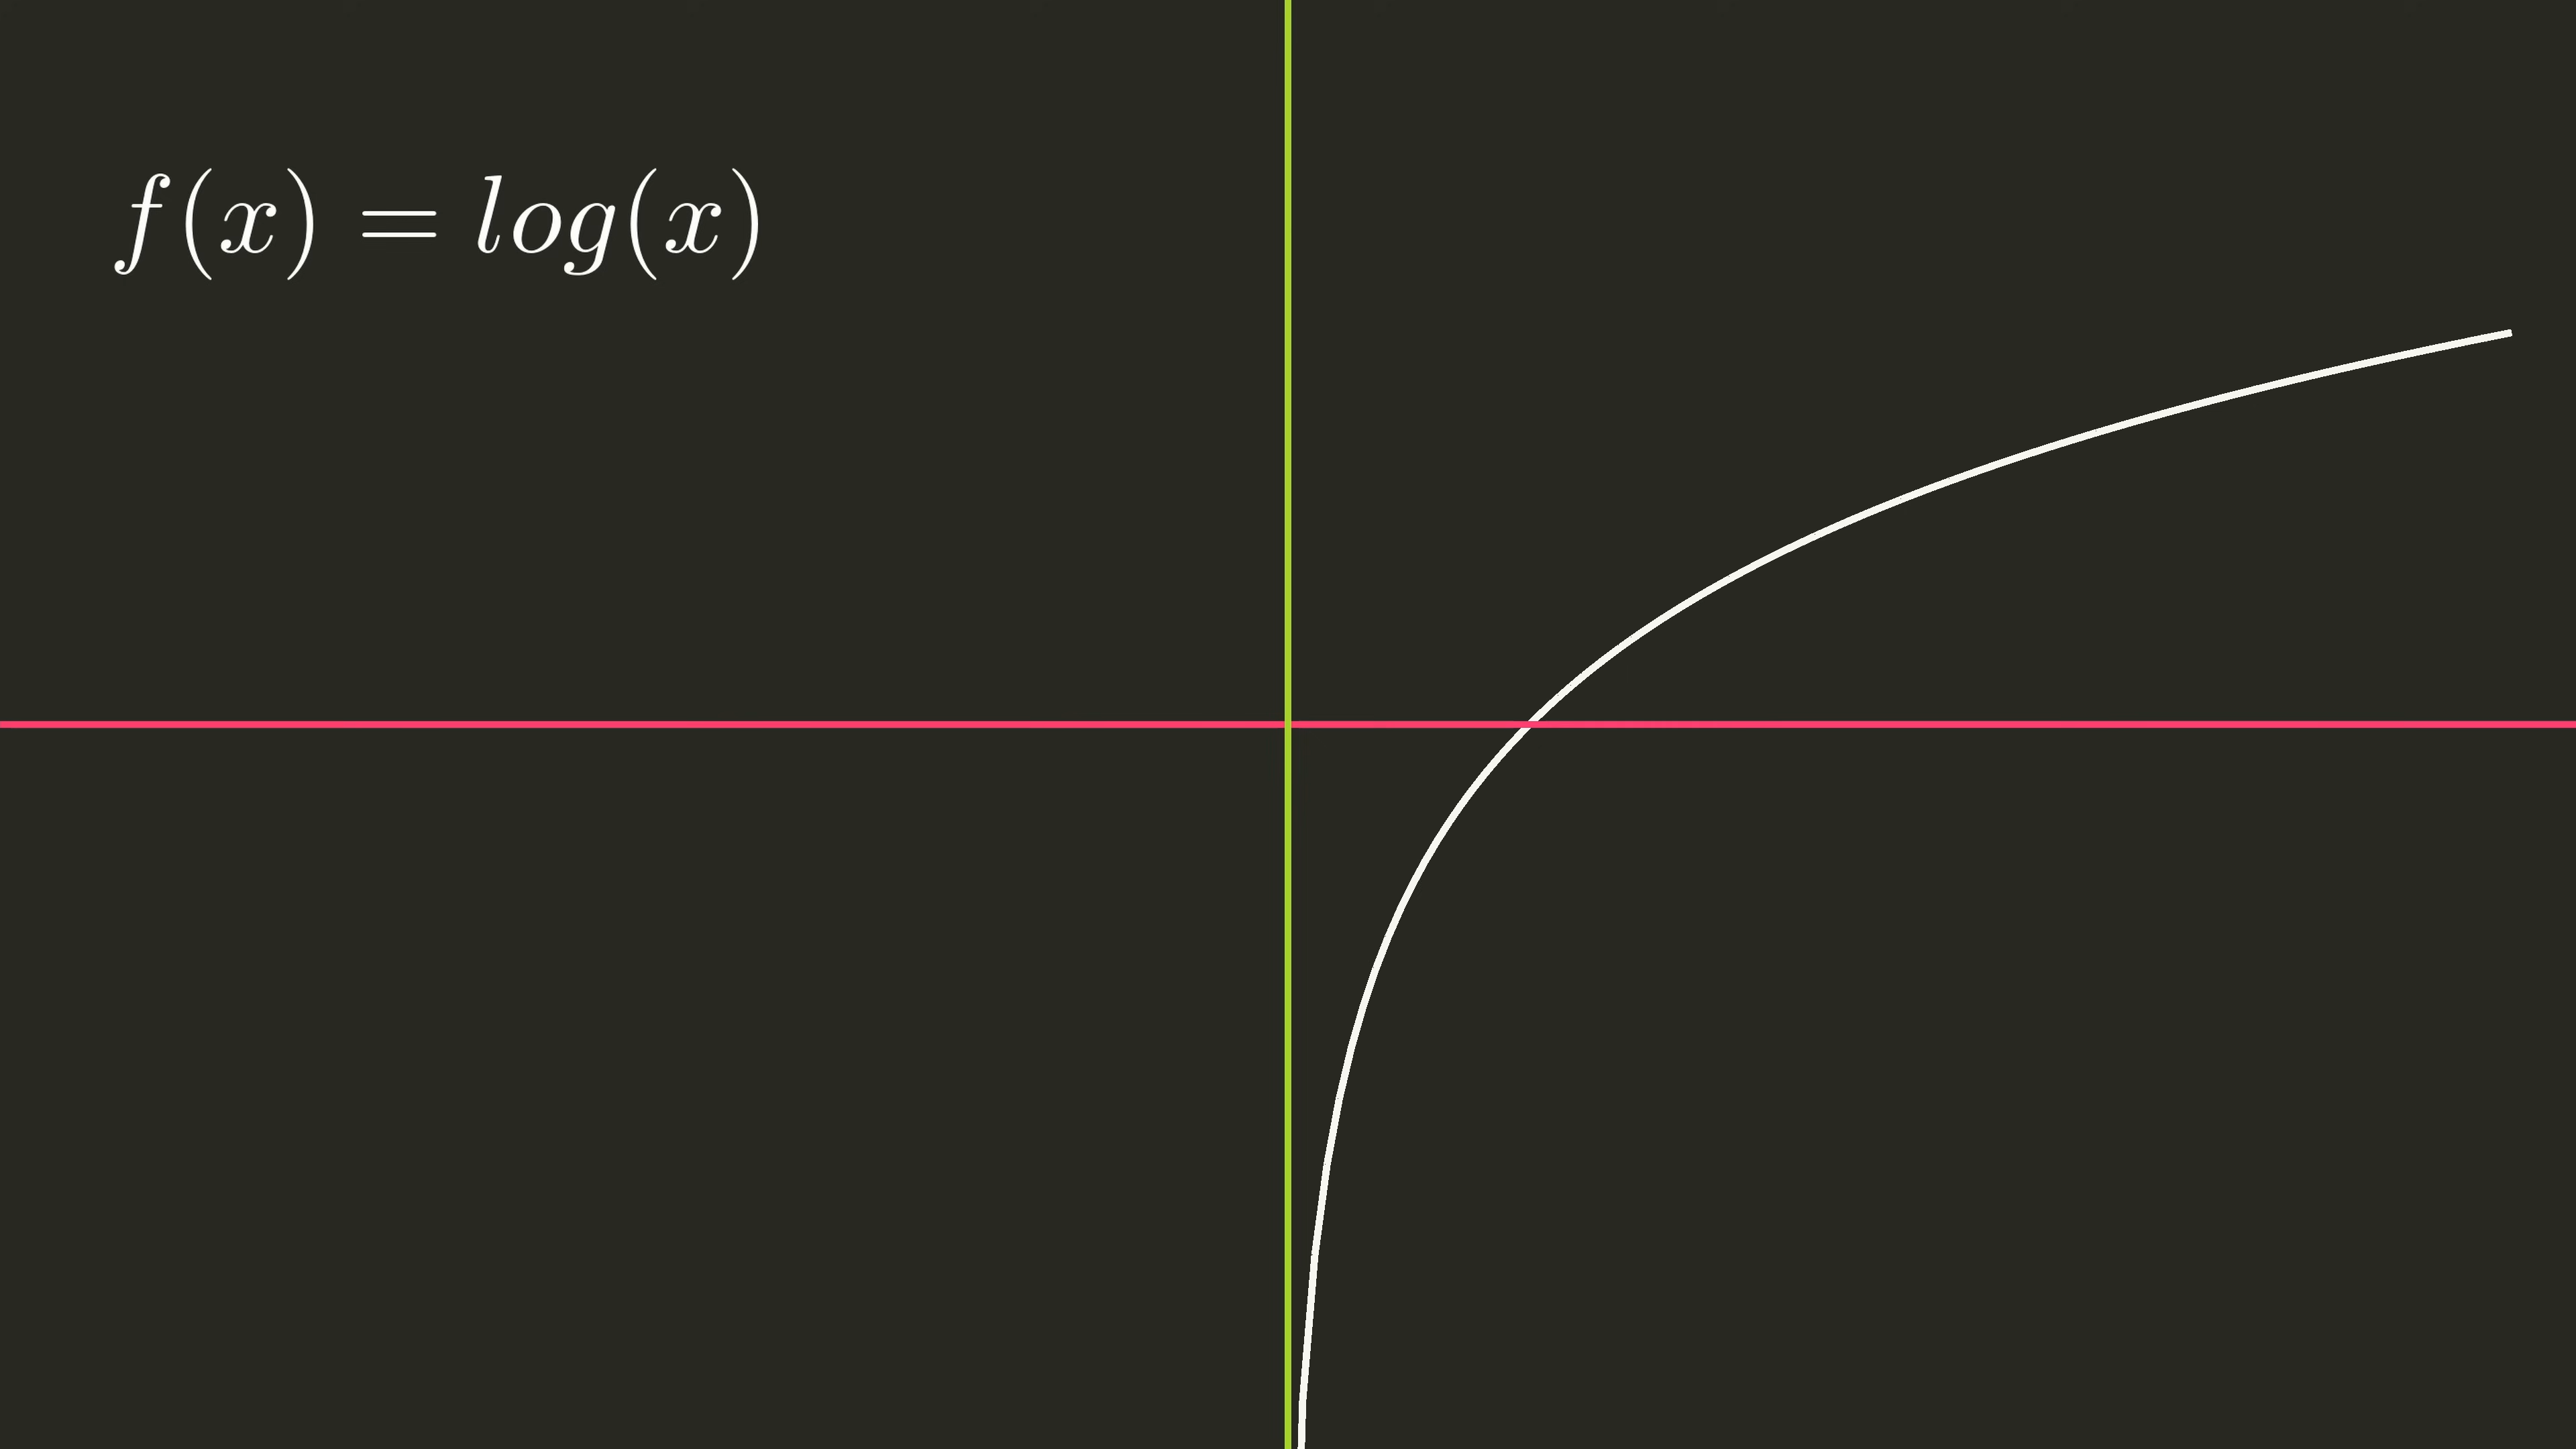 f(x) = log(x)